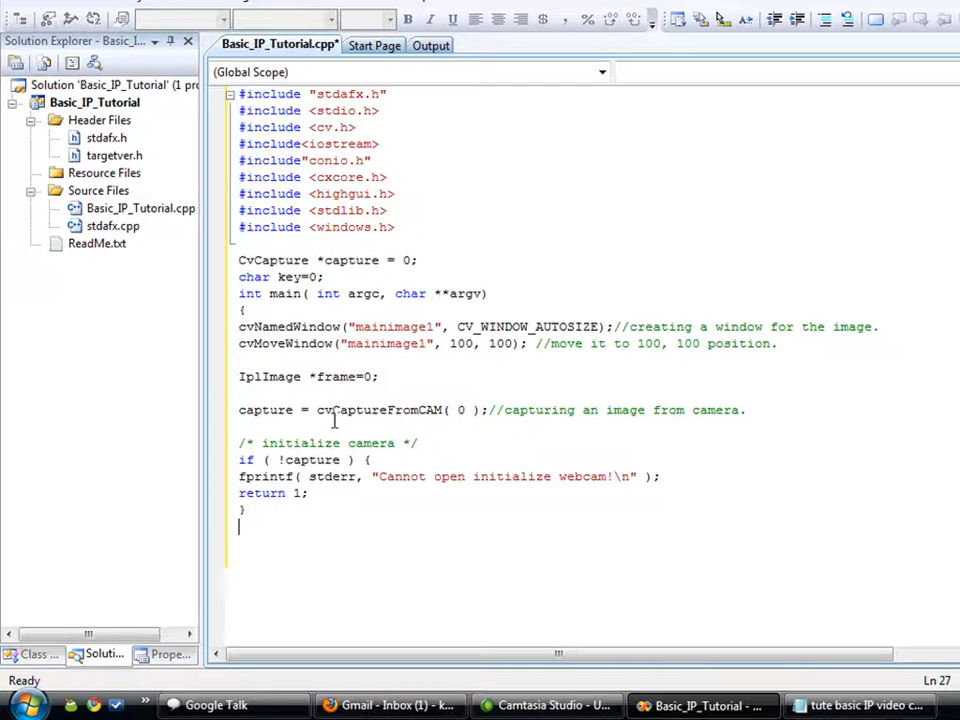 Solution Explorer - Basic_I...
Basic_IP_Tutorial.cpp*
Start Page
Output
(Global Scope)
Solution 'Basic_IP_Tutorial' (1 pro
Basic_IP_Tutorial
Header Files
stdafx.h
targetver.h
Resource Files
Source Files
Basic_IP_Tutorial.cpp
stdafx.cpp
ReadMe.txt
#include "stdafx.h"
#include <stdio.h>
#include <cv.h>
#include<iostream>
#include"conio.h"
#include <cxcore.h>
#include <highgui.h>
#include <stdlib.h>
#include <windows.h>
CvCapture *capture = 0;
char key=0;
int main( int argc, char **argv)
{
cvNamedWindow("mainimage1", CV_WINDOW_AUTOSIZE);//creating a window for the image.
cvMoveWindow("mainimage1", 100, 100); //move it to 100, 100 position.
IplImage *frame=0;
capture = cvCaptureFromCAM( 0 );//capturing an image from camera.
/* initialize camera */
if ( !capture ) {
fprintf( stderr, "Cannot open initialize webcam!\n" );
return 1;
}
Class ...
Soluti...
Prope...
Ready
Ln 27
Google Talk
Gmail - Inbox (1) - k...
Camtasia Studio - U...
Basic_IP_Tutorial - ...
tute basic IP video c...